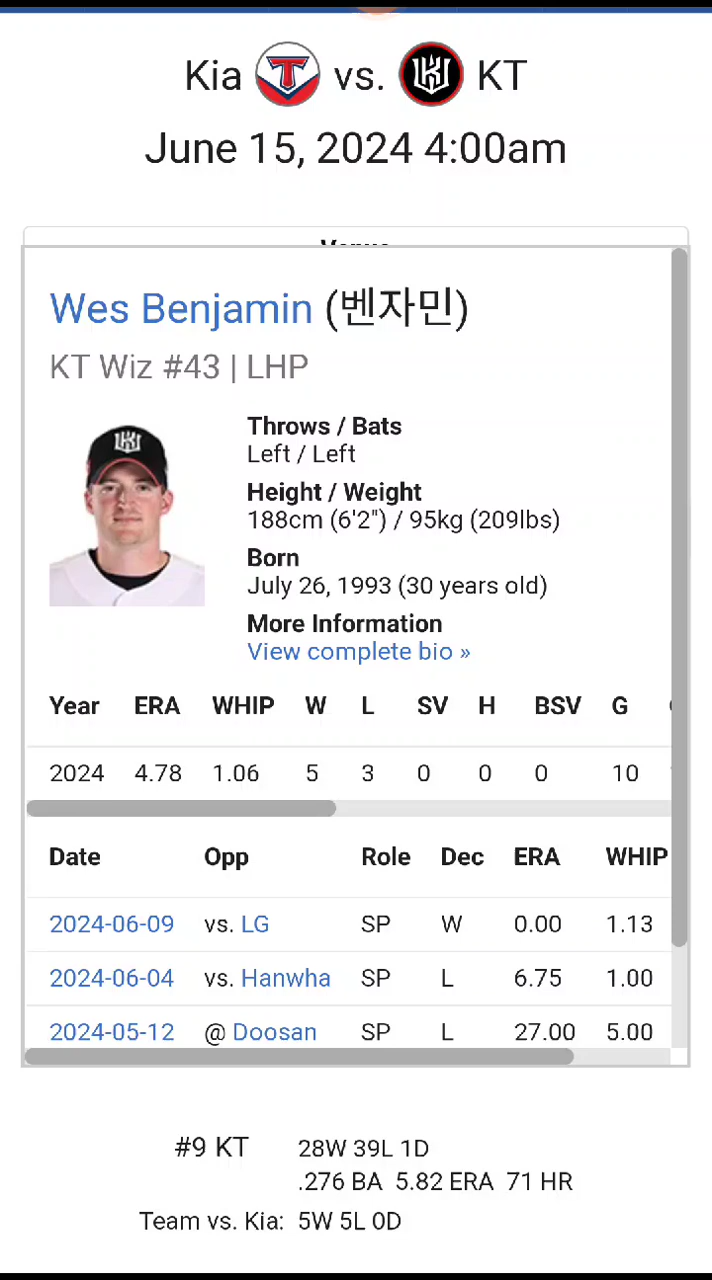 Kia vs. KT
June 15, 2024 4:00am
Wes Benjamin (벤자민)
KT Wiz #43 | LHP
Throws / Bats
Left / Left
Height / Weight
188cm (6'2") / 95kg (209lbs)
Born
July 26, 1993 (30 years old)
More Information
View complete bio »
Year ERA WHIP W L SV H BSV G
2024 4.78 1.06 5 3 0 0 0 10
Date Opp Role Dec ERA WHIP
2024-06-09 vs. LG SP W 0.00 1.13
2024-06-04 vs. Hanwha SP L 6.75 1.00
2024-05-12 @ Doosan SP L 27.00 5.00
#9 KT 28W 39L 1D
.276 BA 5.82 ERA 71 HR
Team vs. Kia: 5W 5L 0D